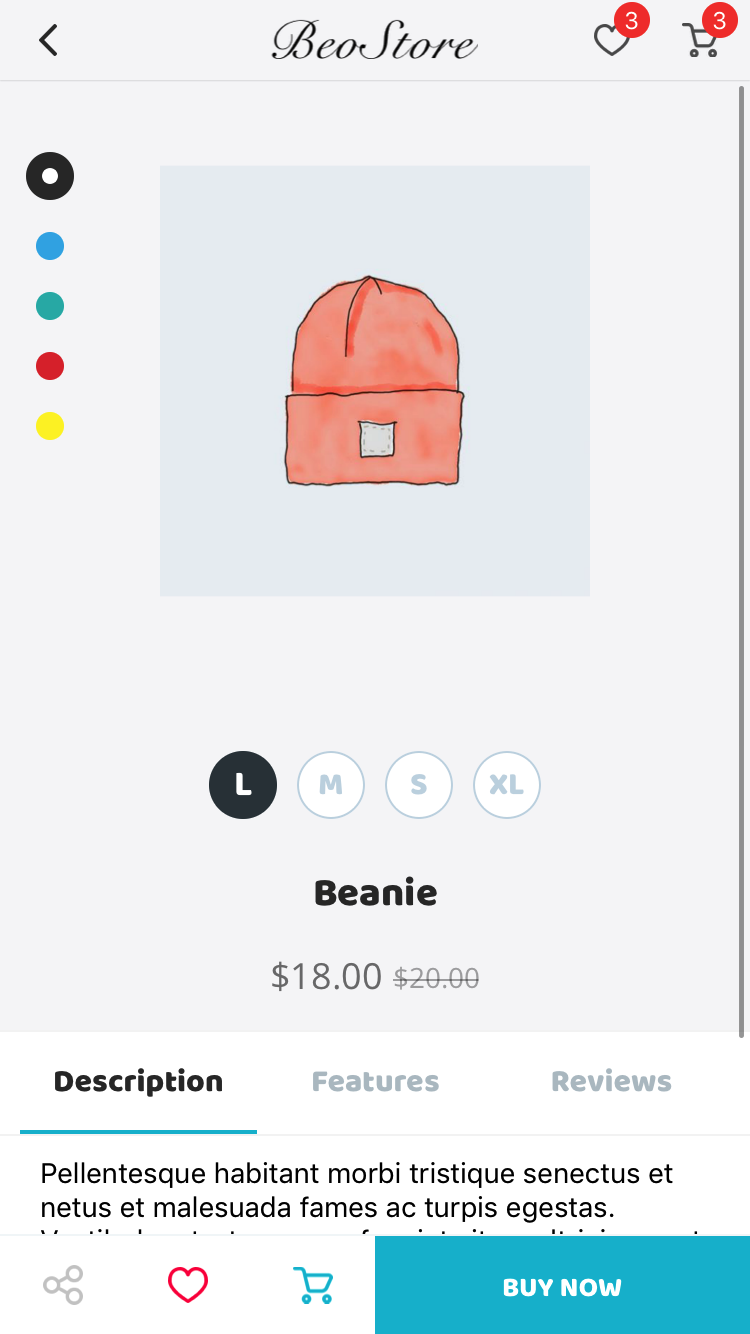 BeoStore
3
3
L
M
S
XL
Beanie
$18.00 $20.00
Description
Features
Reviews
Pellentesque habitant morbi tristique senectus et
netus et malesuada fames ac turpis egestas.
BUY NOW